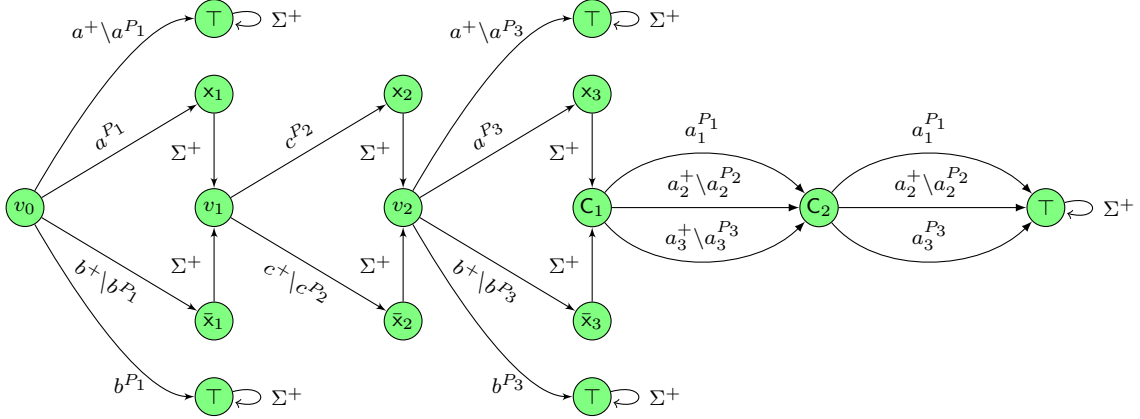 a⁺\a^{P₁} ⊤ Σ⁺ a⁺\a^{P₃} ⊤ Σ⁺
x₁ x₂ x₃
a^{P₁} Σ⁺ c^{P₂} Σ⁺ a^{P₃} Σ⁺
a₁^{P₁} a₁^{P₁}
a₂⁺\a₂^{P₂} a₂⁺\a₂^{P₂}
v₀ v₁ v₂ C₁ C₂ ⊤ Σ⁺
a₃⁺\a₃^{P₃} a₃^{P₃}
b⁺|b^{P₁} Σ⁺ c⁺|c^{P₂} Σ⁺ b⁺|b^{P₃} Σ⁺
x̄₁ x̄₂ x̄₃
b^{P₁} ⊤ Σ⁺ b^{P₃} ⊤ Σ⁺